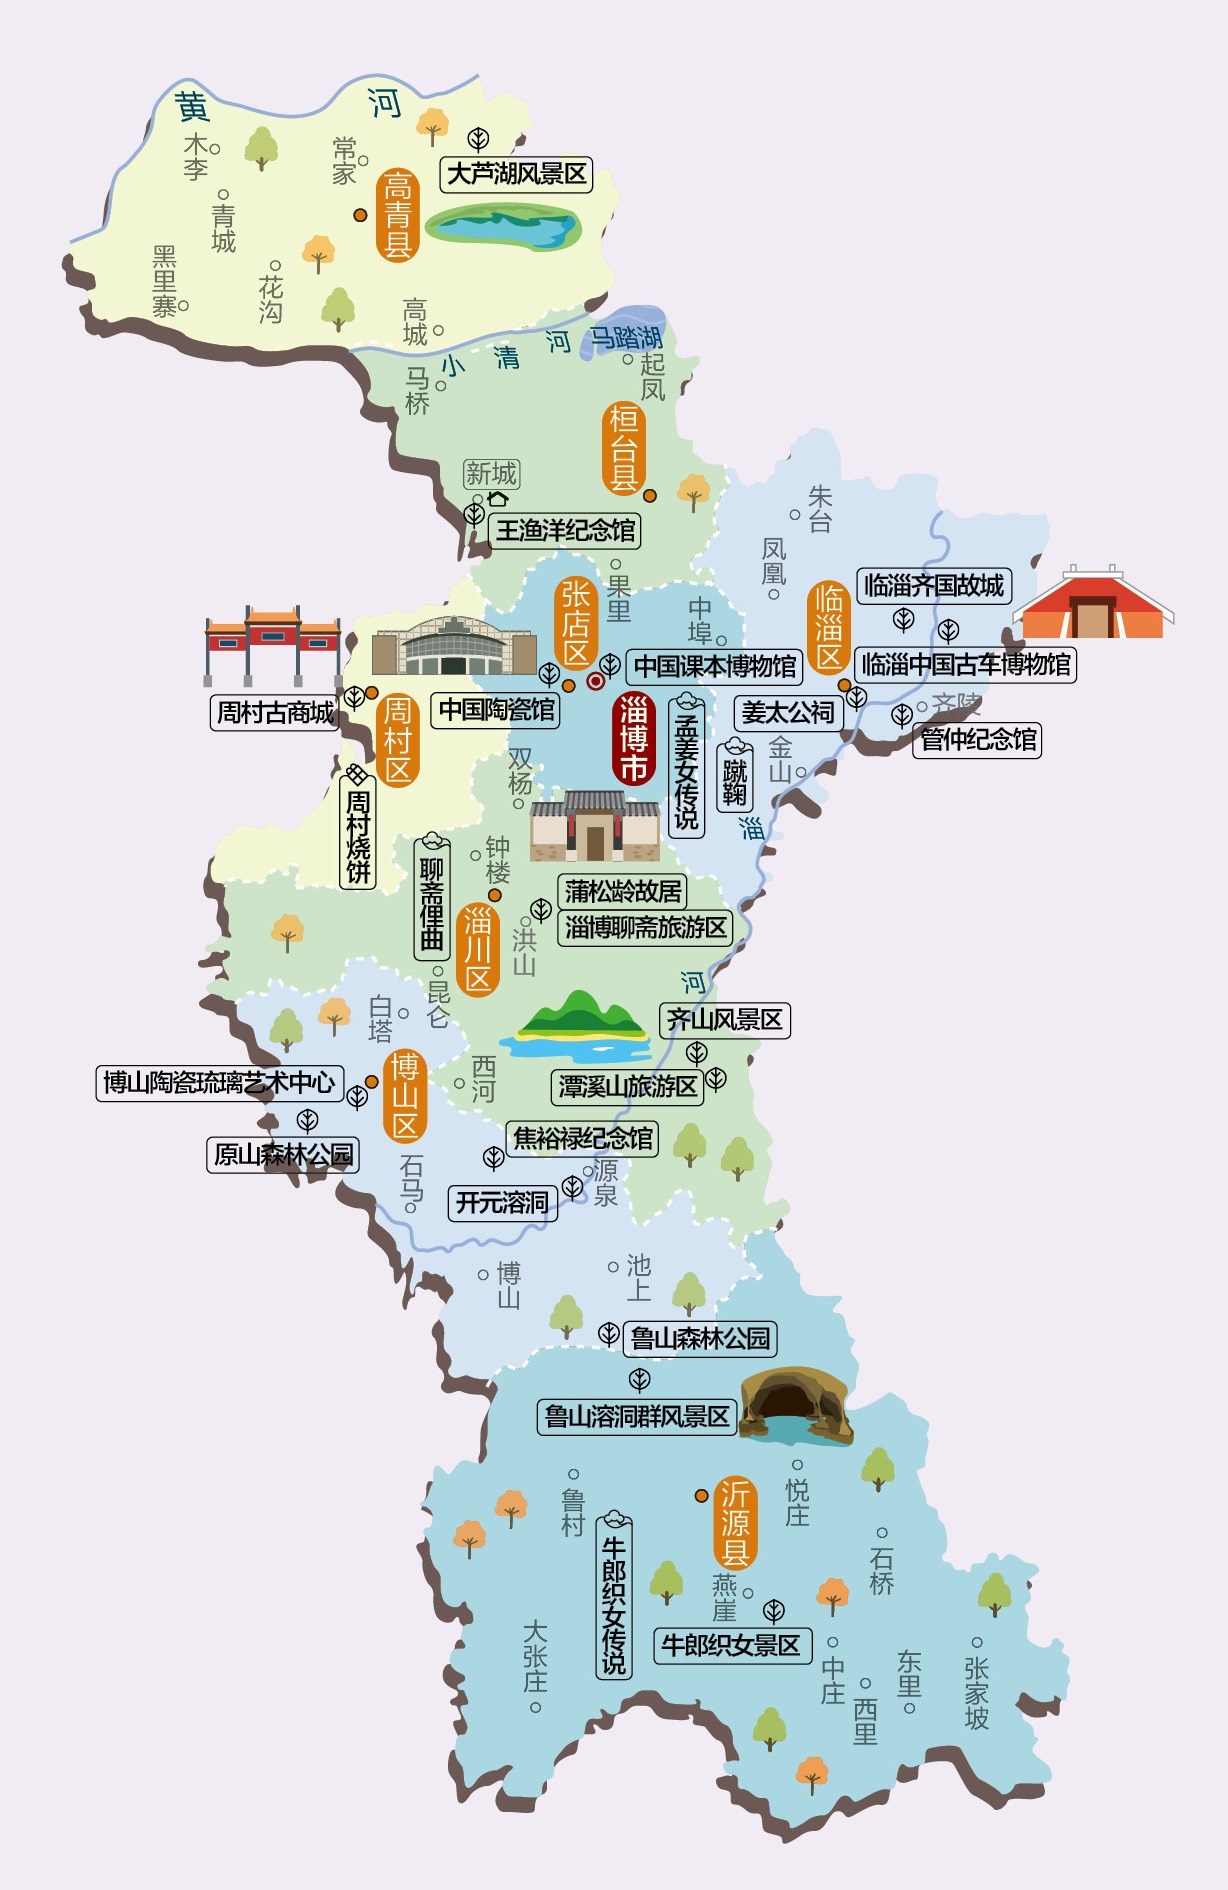 黄河
木李
常家
大芦湖风景区
高青县
青城
黑里寨
花沟
高城
小清河
马踏湖
起凤
马桥
桓台县
新城
王渔洋纪念馆
朱台
凤凰
果里
张店区
中埠
临淄区
临淄齐国故城
中国课本博物馆
临淄中国古车博物馆
周村古商城
周村区
中国陶瓷馆
淄博市
孟姜女传说
姜太公祠
齐陵
管仲纪念馆
蹴鞠
金山
双杨
周村烧饼
淄河
钟楼
聊斋俚曲
蒲松龄故居
淄博聊斋旅游区
淄川区
洪山
昆仑
白塔
齐山风景区
博山陶瓷琉璃艺术中心
博山区
西河
潭溪山旅游区
原山森林公园
焦裕禄纪念馆
石马
开元溶洞
源泉
博山
池上
鲁山森林公园
鲁山溶洞群风景区
鲁村
沂源县
悦庄
牛郎织女传说
石桥
燕崖
牛郎织女景区
大张庄
中庄
西里
东里
张家坡